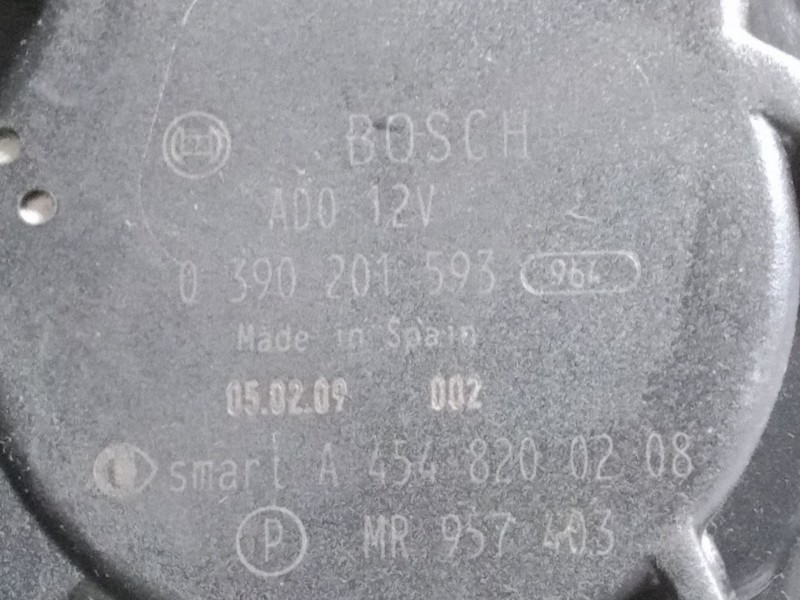 BOSCH
ADO 12V
0 390 201 593 964
Made in Spain
05.02.09 002
smart A 454 820 02 08
P MR 957 403